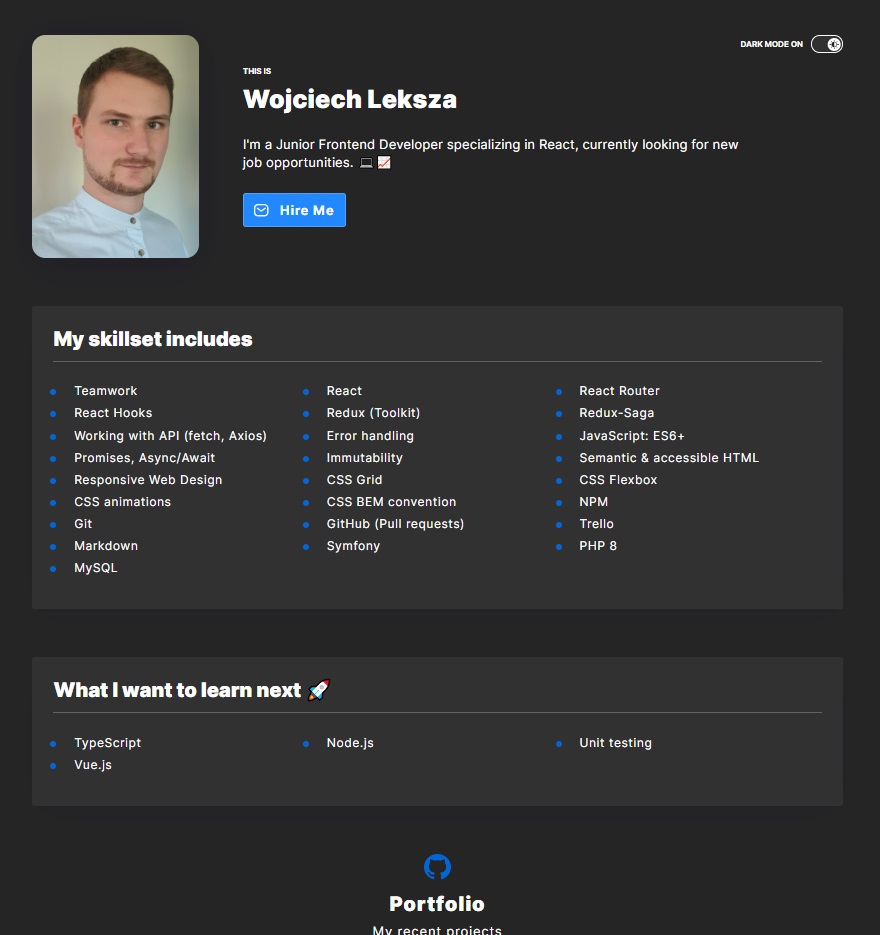 DARK MODE ON
THIS IS
Wojciech Leksza
I'm a Junior Frontend Developer specializing in React, currently looking for new
job opportunities. 💻 📈
Hire Me
My skillset includes
Teamwork React React Router
React Hooks Redux (Toolkit) Redux-Saga
Working with API (fetch, Axios) Error handling JavaScript: ES6+
Promises, Async/Await Immutability Semantic & accessible HTML
Responsive Web Design CSS Grid CSS Flexbox
CSS animations CSS BEM convention NPM
Git GitHub (Pull requests) Trello
Markdown Symfony PHP 8
MySQL
What I want to learn next 🚀
TypeScript Node.js Unit testing
Vue.js
Portfolio
My recent projects